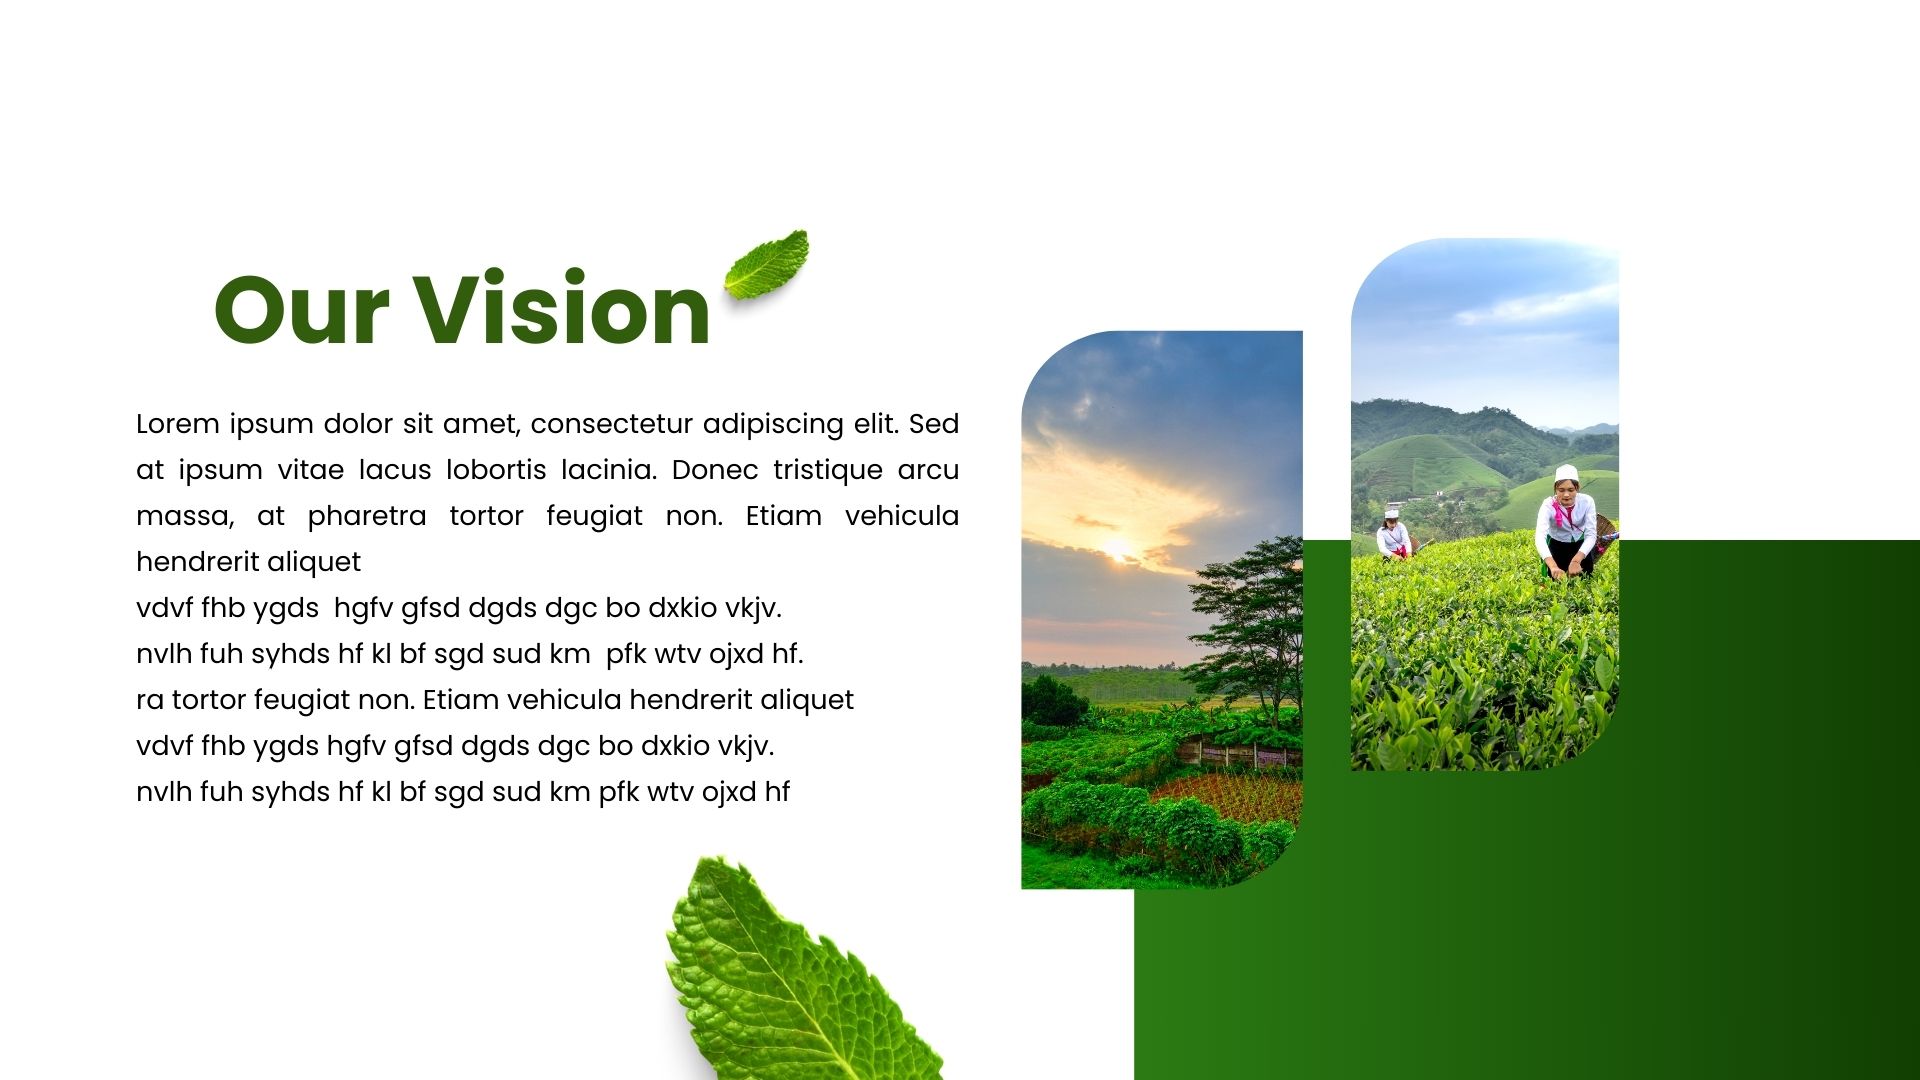 Our Vision
Lorem ipsum dolor sit amet, consectetur adipiscing elit. Sed
at ipsum vitae lacus lobortis lacinia. Donec tristique arcu
massa, at pharetra tortor feugiat non. Etiam vehicula
hendrerit aliquet
vdvf fhb ygds  hgfv gfsd dgds dgc bo dxkio vkjv.
nvlh fuh syhds hf kl bf sgd sud km  pfk wtv ojxd hf.
ra tortor feugiat non. Etiam vehicula hendrerit aliquet
vdvf fhb ygds hgfv gfsd dgds dgc bo dxkio vkjv.
nvlh fuh syhds hf kl bf sgd sud km pfk wtv ojxd hf